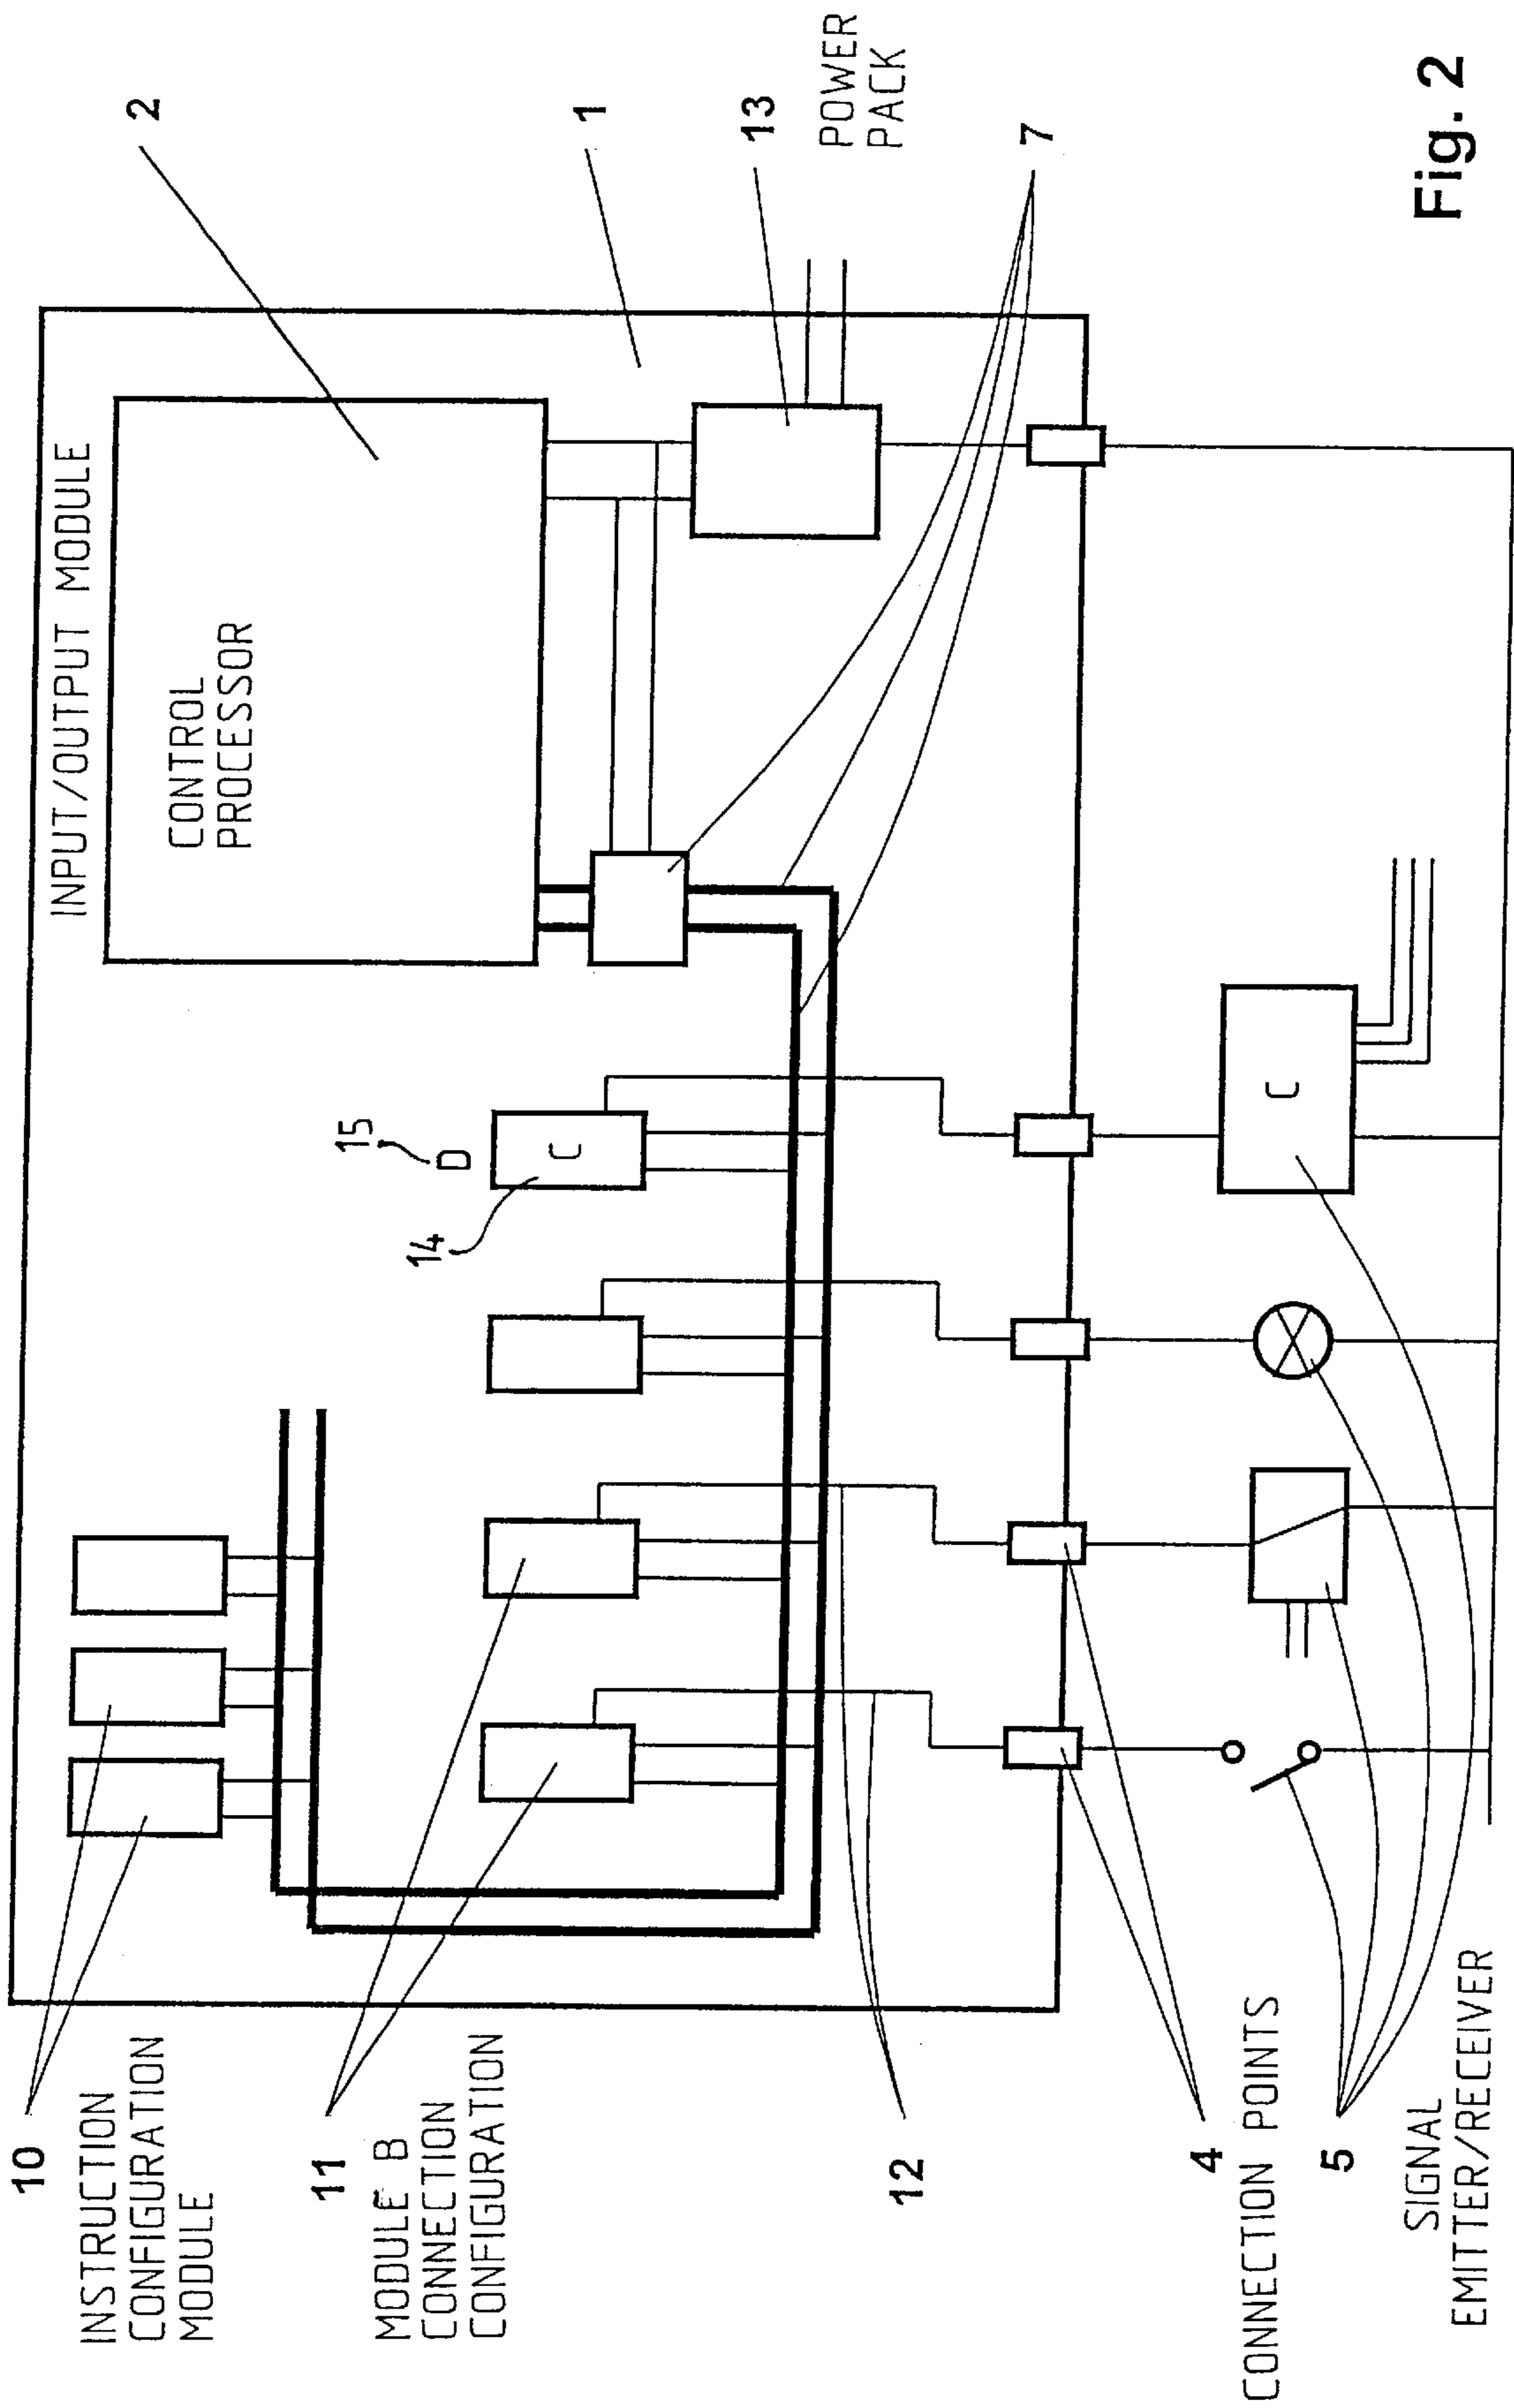 10
INSTRUCTION
CONFIGURATION
MODULE
11
MODULE B
CONNECTION
CONFIGURATION
12
4
CONNECTION POINTS
5
SIGNAL
EMITTER/RECEIVER
INPUT/OUTPUT MODULE
CONTROL
PROCESSOR
14
15
D
C
C
2
1
13
POWER
PACK
7
Fig. 2